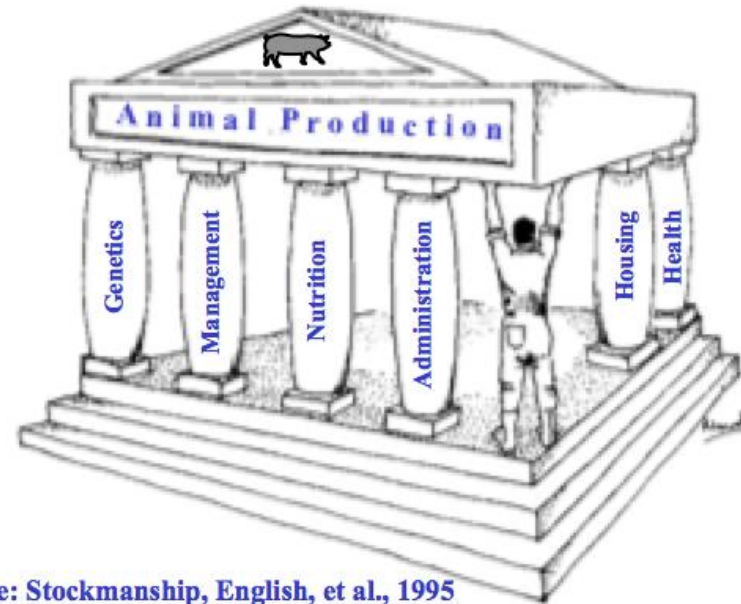 Animal Production
Genetics
Management
Nutrition
Administration
Housing
Health
e: Stockmanship, English, et al., 1995